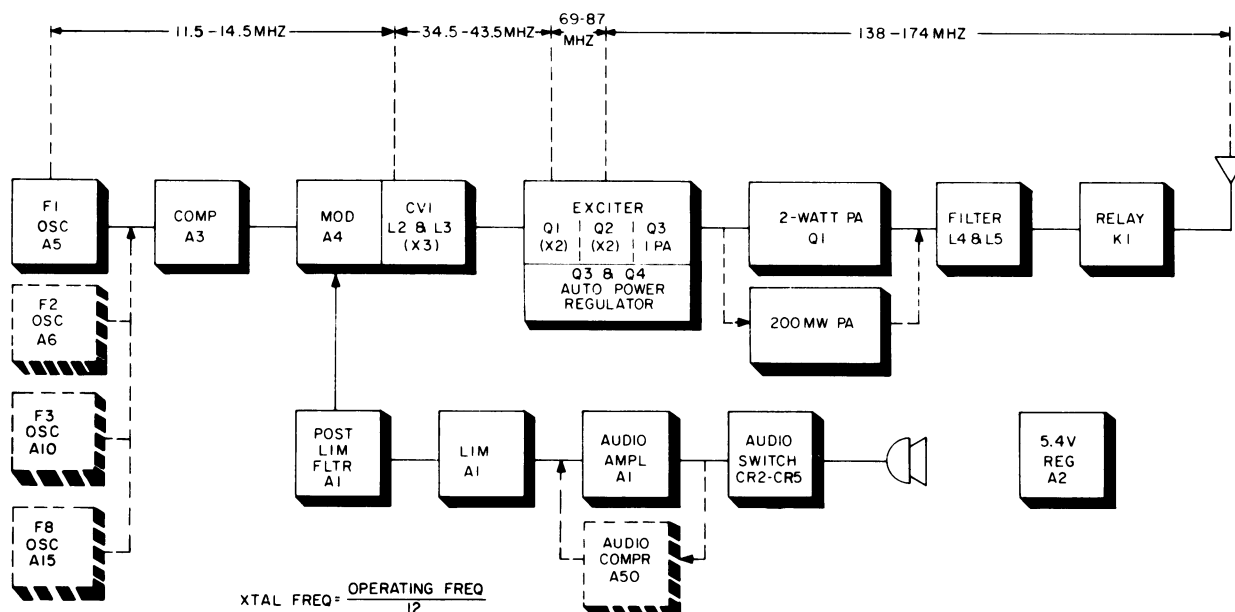 11.5-14.5MHZ
34.5-43.5MHZ
69-87
MHZ
138-174MHZ
F1
OSC
A5
COMP
A3
MOD
A4
CV1
L2 & L3
(X3)
EXCITER
Q1
(X2)
Q2
(X2)
Q3
1 PA
Q3 & Q4
AUTO POWER
REGULATOR
2-WATT PA
Q1
FILTER
L4 & L5
RELAY
K1
F2
OSC
A6
200 MW PA
F3
OSC
A10
POST
LIM
FLTR
A1
LIM
A1
AUDIO
AMPL
A1
AUDIO
SWITCH
CR2-CR5
5.4V
REG
A2
F8
OSC
A15
AUDIO
COMPR
A50
XTAL FREQ = OPERATING FREQ
12